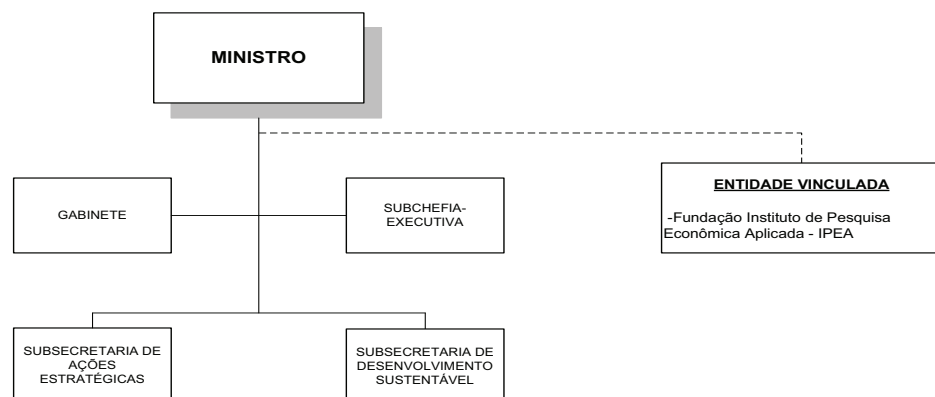 MINISTRO
GABINETE
SUBCHEFIA-
EXECUTIVA
ENTIDADE VINCULADA
-Fundação Instituto de Pesquisa
Econômica Aplicada - IPEA
SUBSECRETARIA DE
AÇÕES
ESTRATÉGICAS
SUBSECRETARIA DE
DESENVOLVIMENTO
SUSTENTÁVEL